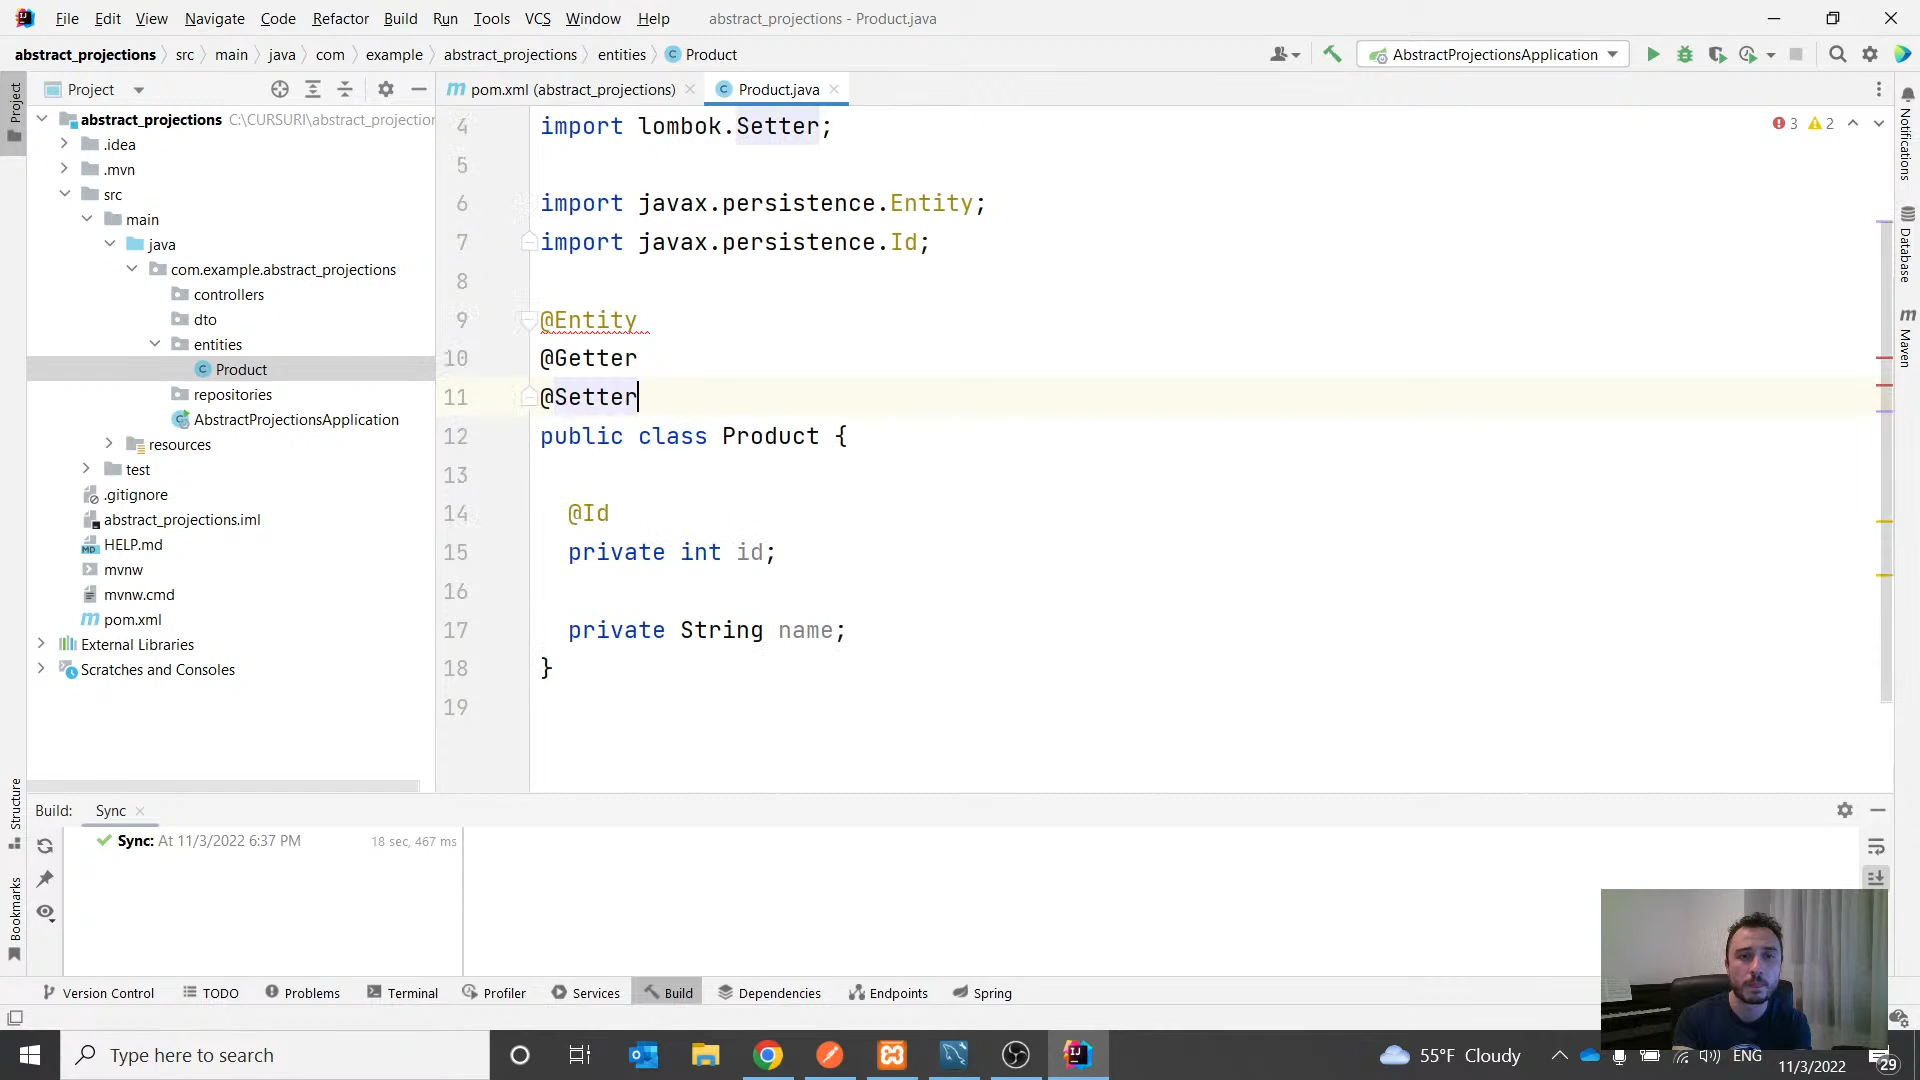 File Edit View Navigate Code Refactor Build Run Tools VCS Window Help abstract_projections - Product.java
abstract_projections src main java com example abstract_projections entities Product AbstractProjectionsApplication
Project
Project
pom.xml (abstract_projections) Product.java
abstract_projections C:\CURSURI\abstract_projection
.idea
.mvn
src
main
java
com.example.abstract_projections
controllers
dto
entities
Product
repositories
AbstractProjectionsApplication
resources
test
.gitignore
abstract_projections.iml
HELP.md
mvnw
mvnw.cmd
pom.xml
External Libraries
Scratches and Consoles
4 import lombok.Setter;
5
6 import javax.persistence.Entity;
7 import javax.persistence.Id;
8
9 @Entity
10 @Getter
11 @Setter
12 public class Product {
13
14 @Id
15 private int id;
16
17 private String name;
18 }
19
3 2
Notifications
Database
Maven
Structure
Bookmarks
Build: Sync
Sync: At 11/3/2022 6:37 PM 18 sec, 467 ms
Version Control TODO Problems Terminal Profiler Services Build Dependencies Endpoints Spring
Type here to search
55°F Cloudy ENG
11/3/2022 29